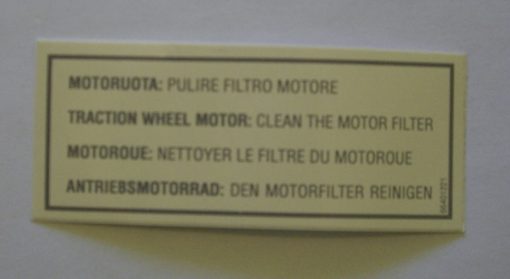 MOTORUOTA: PULIRE FILTRO MOTORE
TRACTION WHEEL MOTOR: CLEAN THE MOTOR FILTER
MOTOROUE: NETTOYER LE FILTRE DU MOTOROUE
ANTRIEBSMOTORRAD: DEN MOTORFILTER REINIGEN